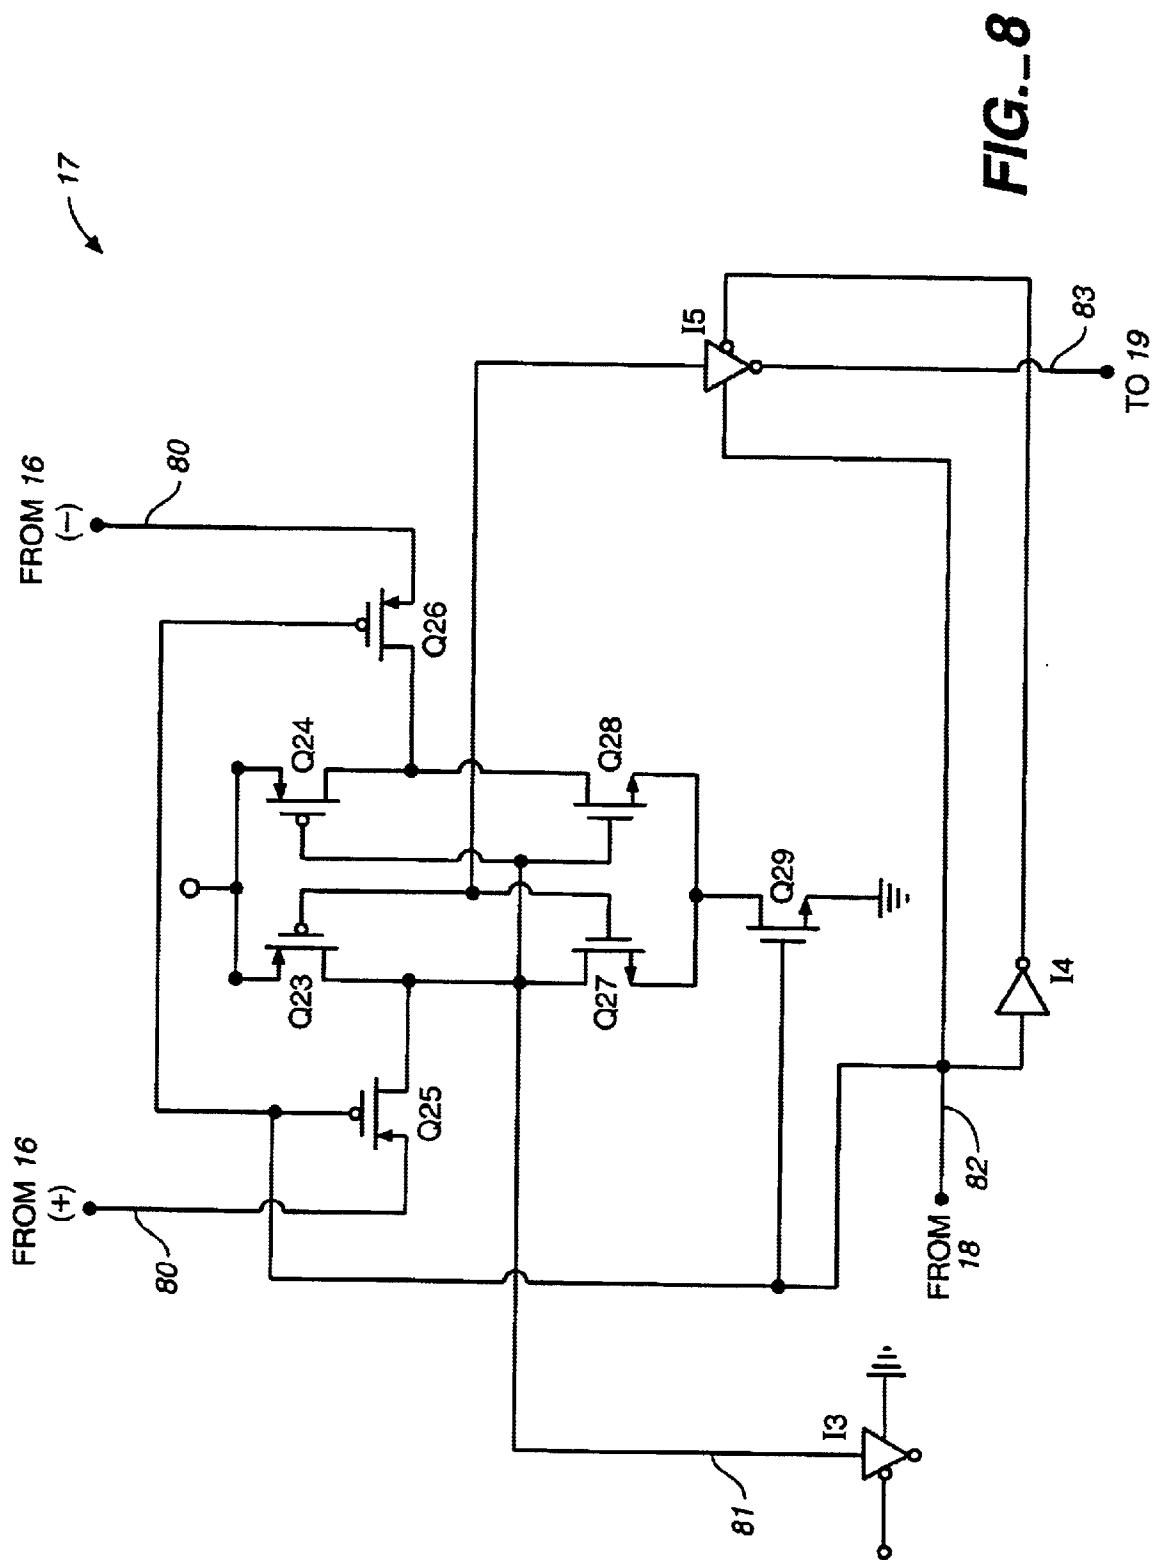 17
FROM 16
(+)
80
FROM 16
(−)
80
Q25
Q26
Q23
Q24
Q27
Q28
Q29
81
I3
FROM
18
82
I4
I5
83
TO 19
FIG._8